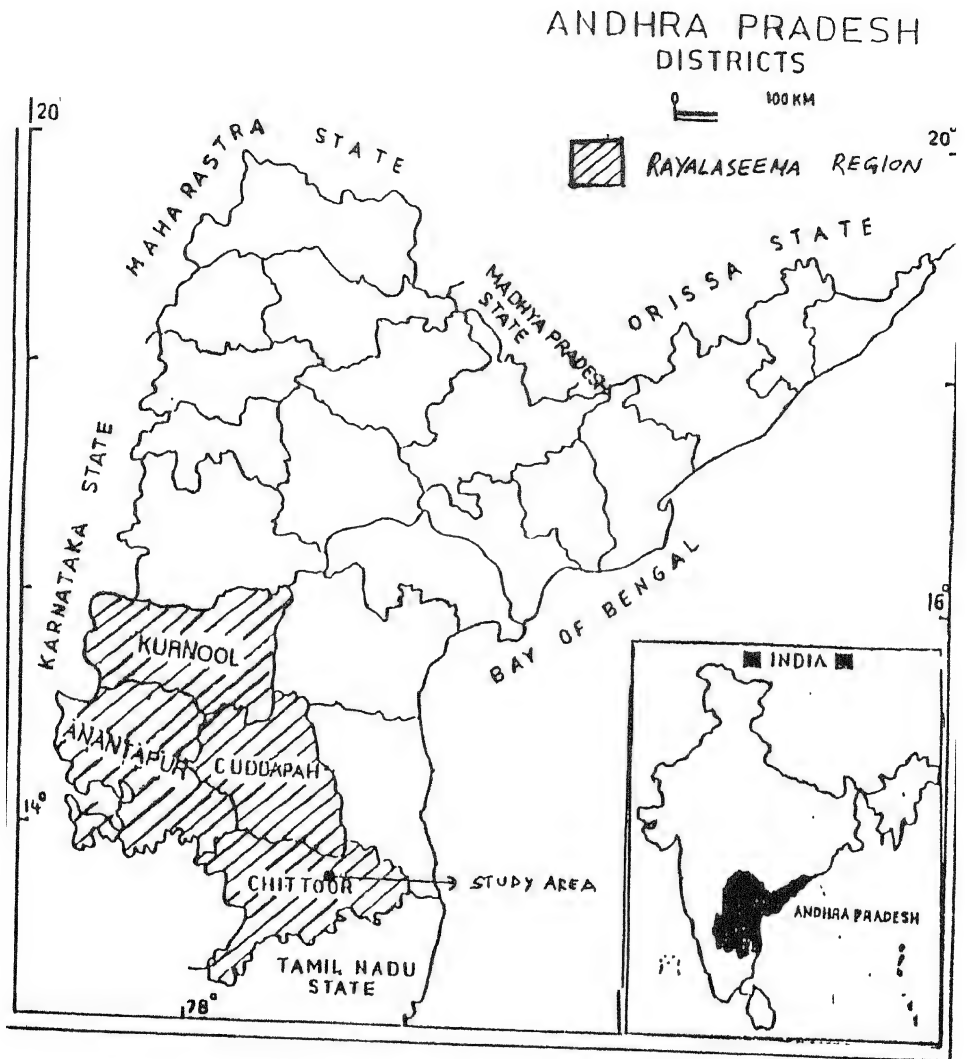 ANDHRA PRADESH
DISTRICTS
0 100 KM
RAYALASEEMA REGION
20°
20°
MAHARASTRA STATE
MADHYA PRADESH
STATE
ORISSA STATE
KARNATAKA STATE
BAY OF BENGAL
16°
KURNOOL
ANANTAPUR
CUDDAPAH
14°
CHITTOOR
STUDY AREA
TAMIL NADU
STATE
78°
INDIA
ANDHRA PRADESH